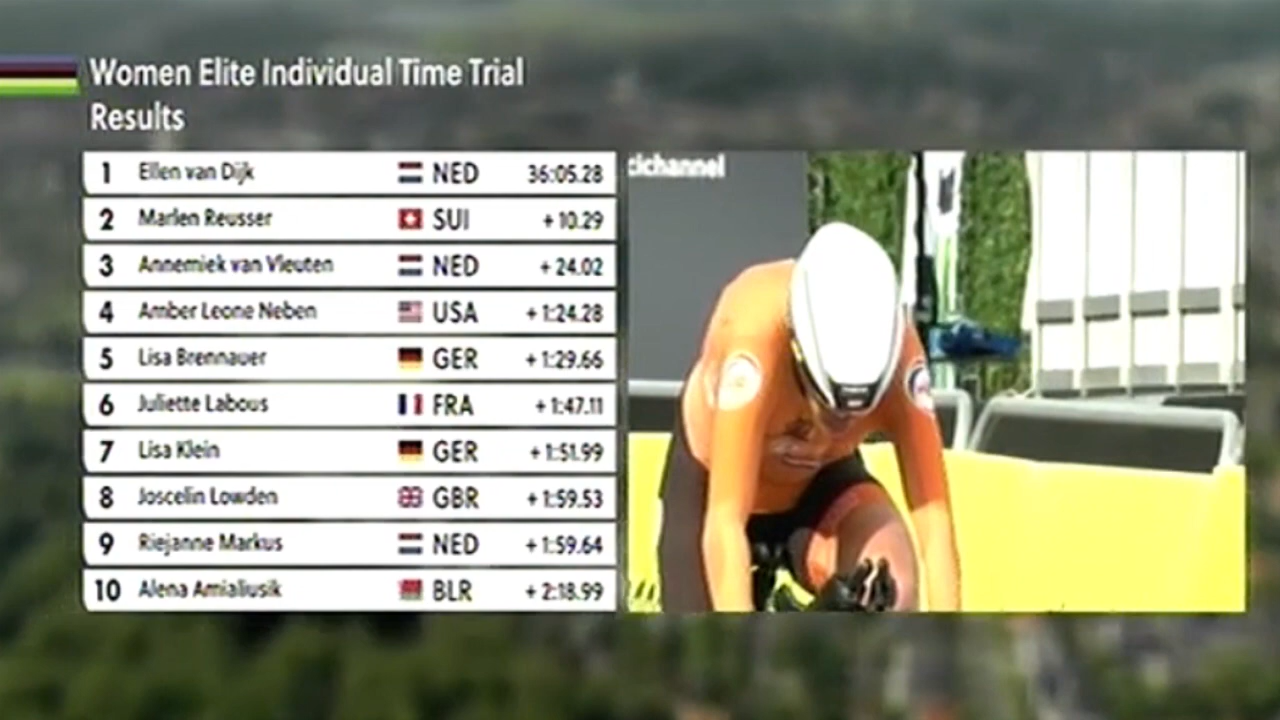 Women Elite Individual Time Trial
Results
1 Ellen van Dijk NED 36:05.28
2 Marlen Reusser SUI + 10.29
3 Annemiek van Vleuten NED + 24.02
4 Amber Leone Neben USA + 1:24.28
5 Lisa Brennauer GER + 1:29.66
6 Juliette Labous FRA + 1:47.11
7 Lisa Klein GER + 1:51.99
8 Joscelin Lowden GBR + 1:59.53
9 Riejanne Markus NED + 1:59.64
10 Alena Amialiusik BLR + 2:18.99
cichannel